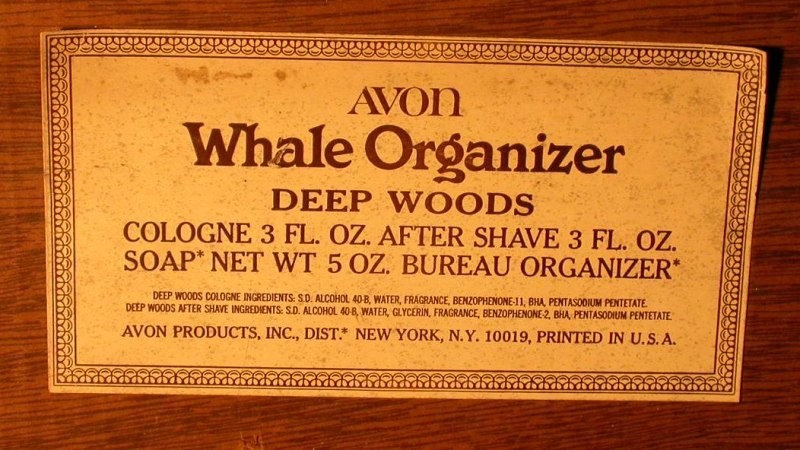 AVON
Whale Organizer
DEEP WOODS
COLOGNE 3 FL. OZ. AFTER SHAVE 3 FL. OZ.
SOAP* NET WT 5 OZ. BUREAU ORGANIZER*
DEEP WOODS COLOGNE INGREDIENTS: S.D. ALCOHOL 40-B, WATER, FRAGRANCE, BENZOPHENONE-11, BHA, PENTASODIUM PENTETATE.
DEEP WOODS AFTER SHAVE INGREDIENTS: S.D. ALCOHOL 40-B, WATER, GLYCERIN, FRAGRANCE, BENZOPHENONE-2, BHA, PENTASODIUM PENTETATE.
AVON PRODUCTS, INC., DIST.* NEW YORK, N.Y. 10019, PRINTED IN U.S.A.